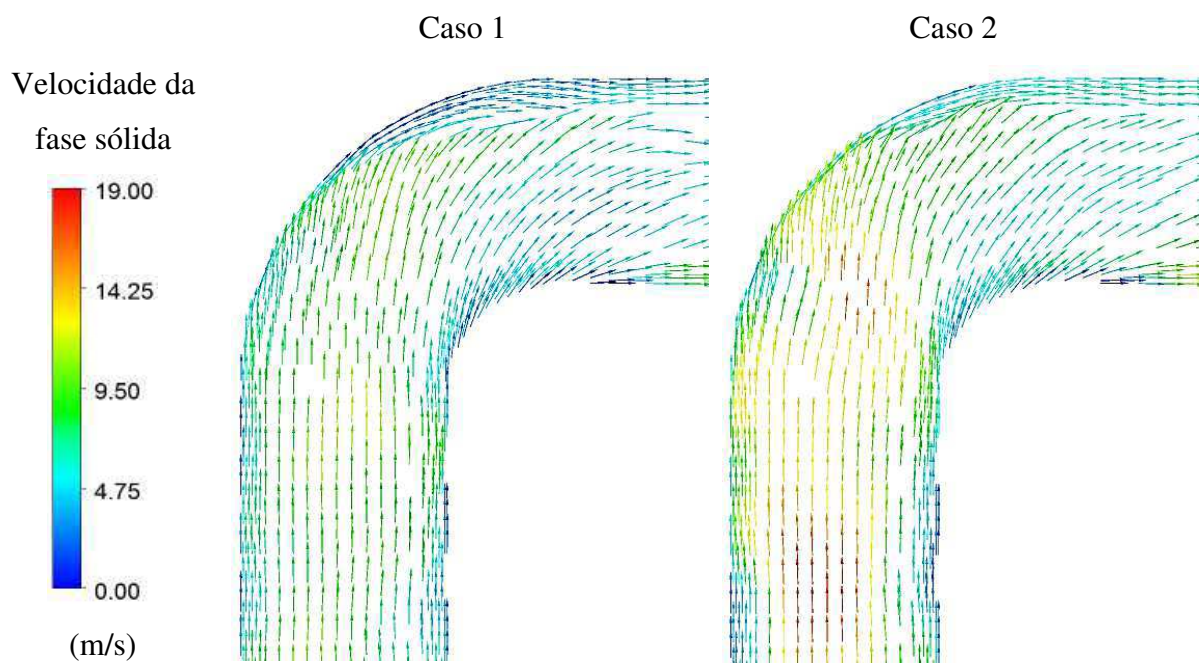 Caso 1
Caso 2
Velocidade da
fase sólida
19.00
14.25
9.50
4.75
0.00
(m/s)